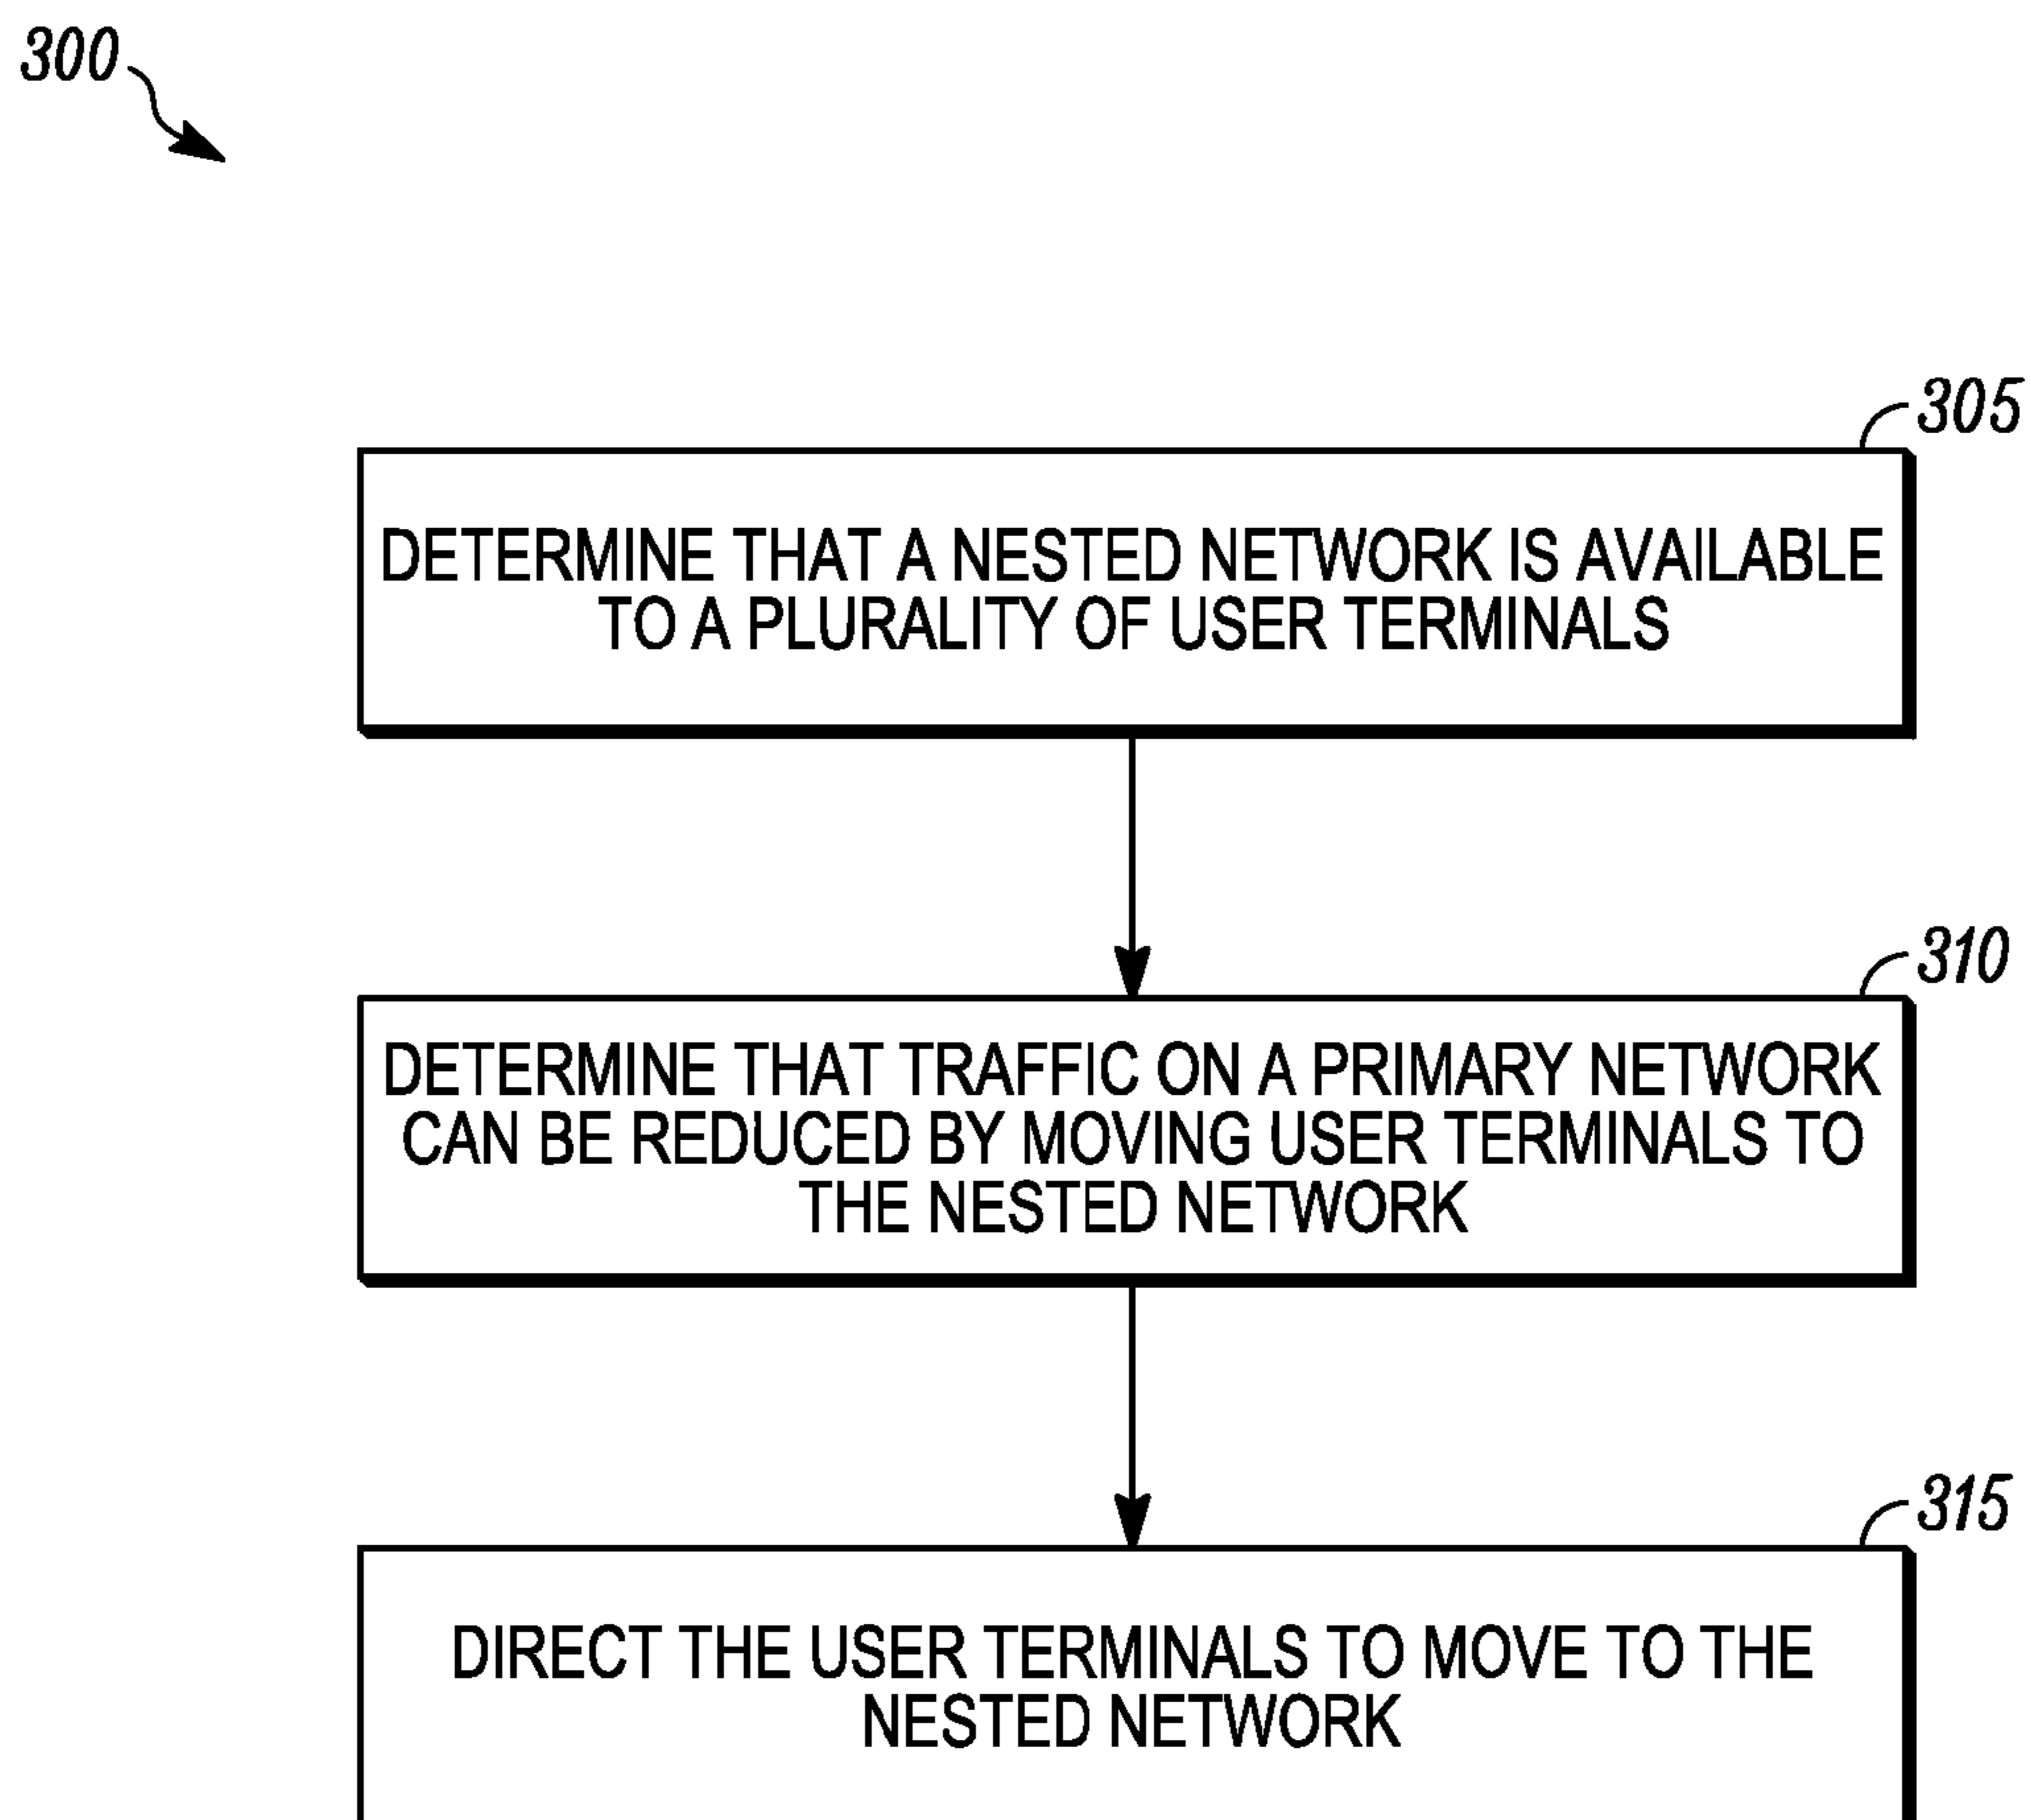 300
305
DETERMINE THAT A NESTED NETWORK IS AVAILABLE
TO A PLURALITY OF USER TERMINALS
310
DETERMINE THAT TRAFFIC ON A PRIMARY NETWORK
CAN BE REDUCED BY MOVING USER TERMINALS TO
THE NESTED NETWORK
315
DIRECT THE USER TERMINALS TO MOVE TO THE
NESTED NETWORK